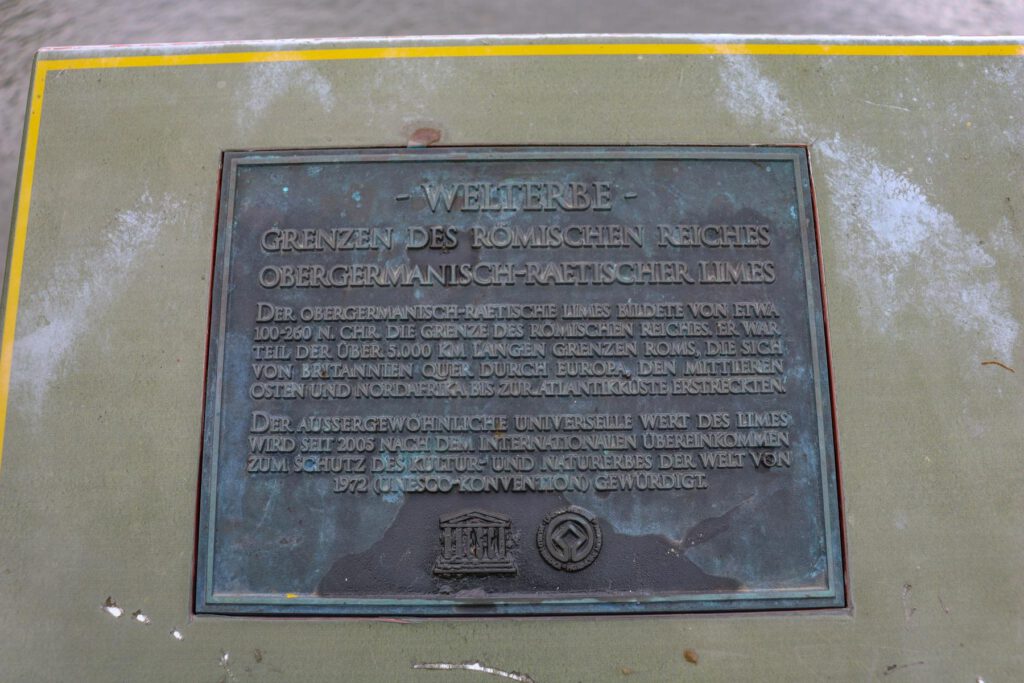 - WELTERBE -
GRENZEN DES RÖMISCHEN REICHES
OBERGERMANISCH-RAETISCHER LIMES
DER OBERGERMANISCH-RAETISCHE LIMES BILDETE VON ETWA
100-260 N. CHR. DIE GRENZE DES RÖMISCHEN REICHES. ER WAR
TEIL DER ÜBER 5.000 KM LANGEN GRENZEN ROMS, DIE SICH
VON BRITANNIEN QUER DURCH EUROPA, DEN MITTLEREN
OSTEN UND NORDAFRIKA BIS ZUR ATLANTIKKÜSTE ERSTRECKTEN.
DER AUSSERGEWÖHNLICHE UNIVERSELLE WERT DES LIMES
WIRD SEIT 2005 NACH DEM INTERNATIONALEN ÜBEREINKOMMEN
ZUM SCHUTZ DES KULTUR- UND NATURERBES DER WELT VON
1972 (UNESCO-KONVENTION) GEWÜRDIGT.